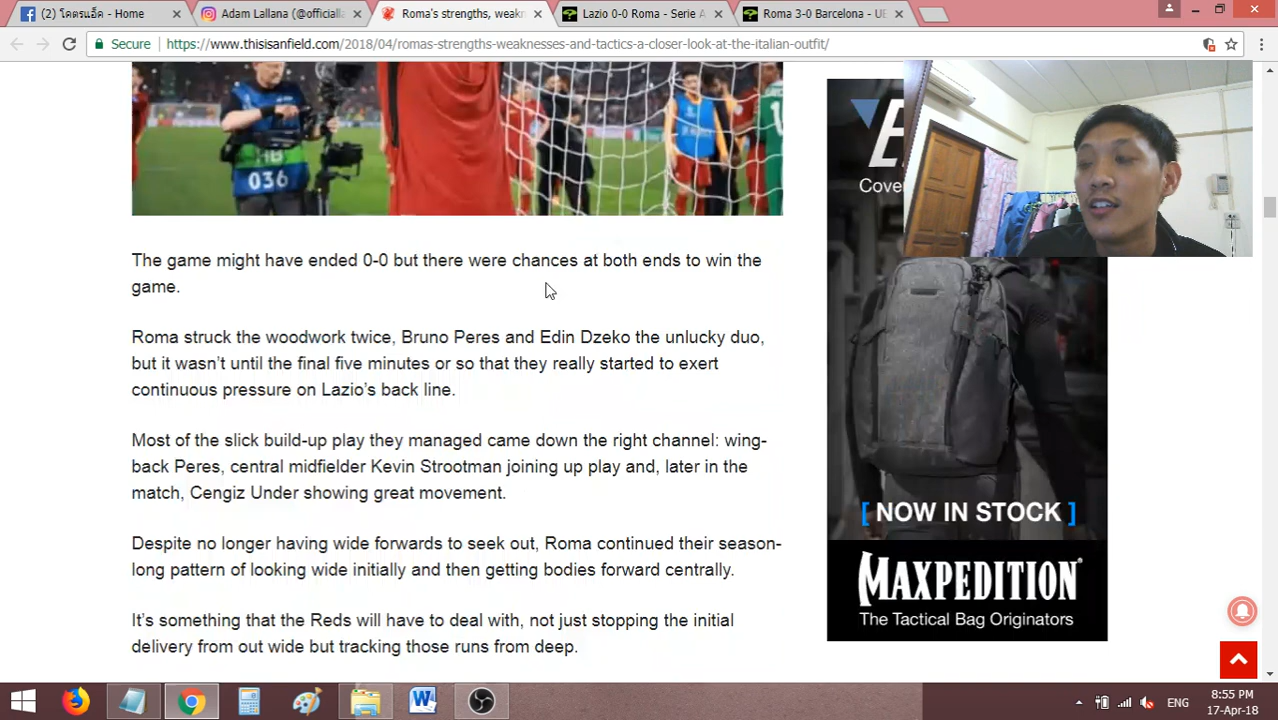 (2) โคตรแอ็ด - Home
Adam Lallana (@officiall
Roma's strengths, weakn
Lazio 0-0 Roma - Serie A
Roma 3-0 Barcelona - UE
Secure
https://www.thisisanfield.com/2018/04/romas-strengths-weaknesses-and-tactics-a-closer-look-at-the-italian-outfit/
HB
036
Cover
The game might have ended 0-0 but there were chances at both ends to win the
game.
Roma struck the woodwork twice, Bruno Peres and Edin Dzeko the unlucky duo,
but it wasn't until the final five minutes or so that they really started to exert
continuous pressure on Lazio's back line.
Most of the slick build-up play they managed came down the right channel: wing-
back Peres, central midfielder Kevin Strootman joining up play and, later in the
match, Cengiz Under showing great movement.
Despite no longer having wide forwards to seek out, Roma continued their season-
long pattern of looking wide initially and then getting bodies forward centrally.
It's something that the Reds will have to deal with, not just stopping the initial
delivery from out wide but tracking those runs from deep.
[ NOW IN STOCK ]
MAXPEDITION®
The Tactical Bag Originators
ENG
8:55 PM
17-Apr-18